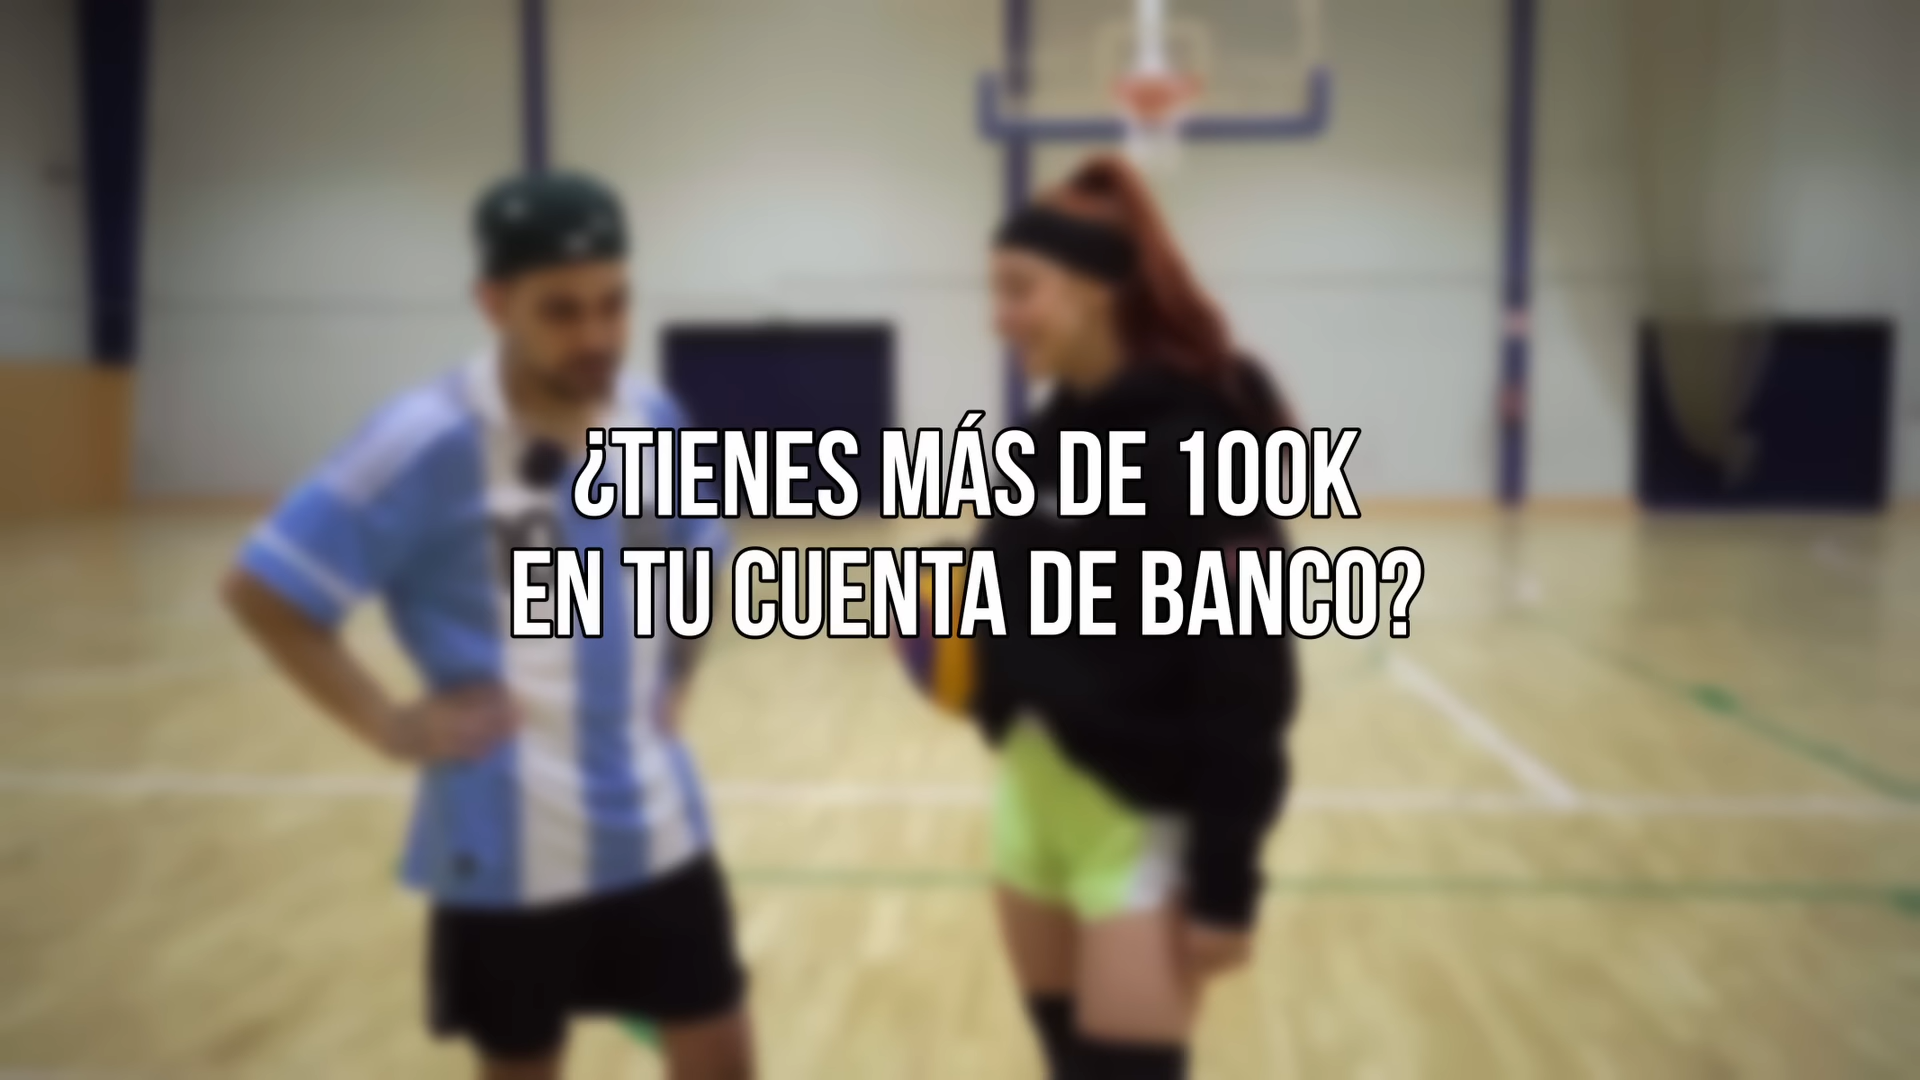 ¿TIENES MÁS DE 100K
EN TU CUENTA DE BANCO?